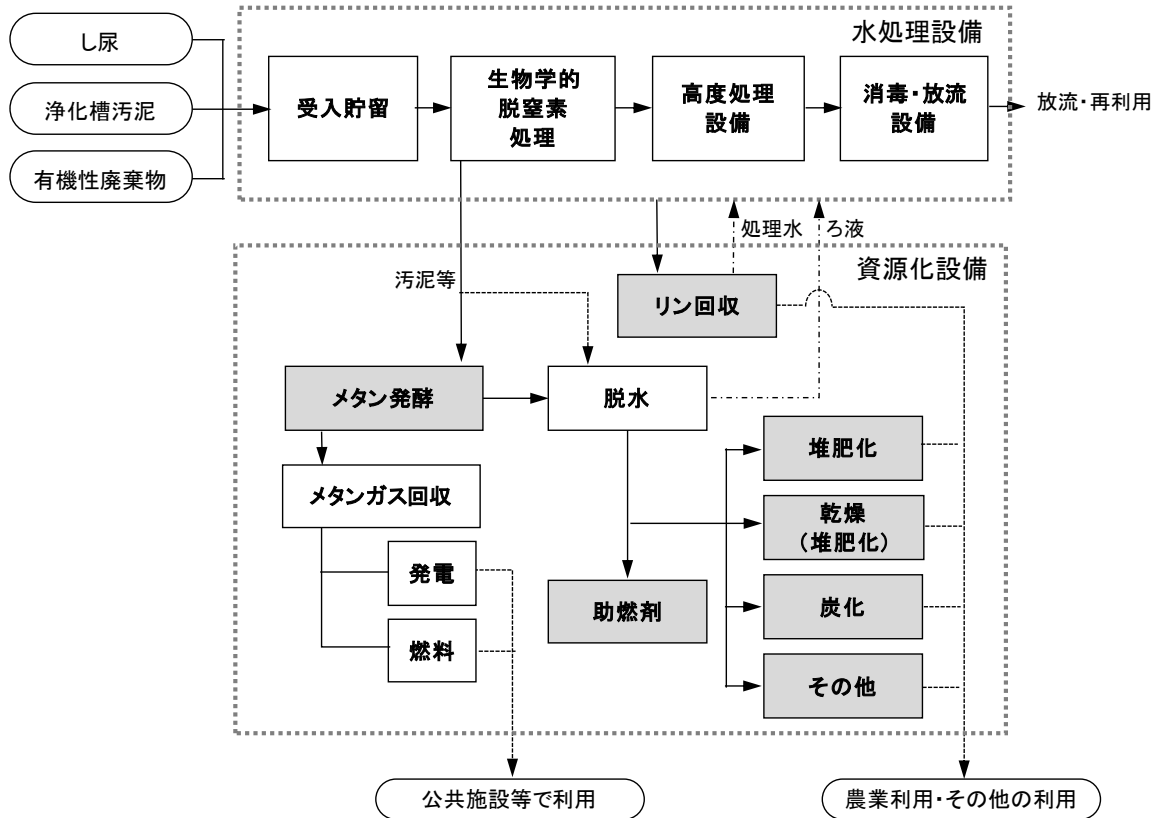 水処理設備
し尿
浄化槽汚泥
有機性廃棄物
受入貯留
生物学的
脱窒素
処理
高度処理
設備
消毒・放流
設備
放流・再利用
処理水
ろ液
資源化設備
汚泥等
リン回収
メタン発酵
脱水
メタンガス回収
堆肥化
乾燥
（堆肥化）
発電
助燃剤
炭化
燃料
その他
公共施設等で利用
農業利用・その他の利用